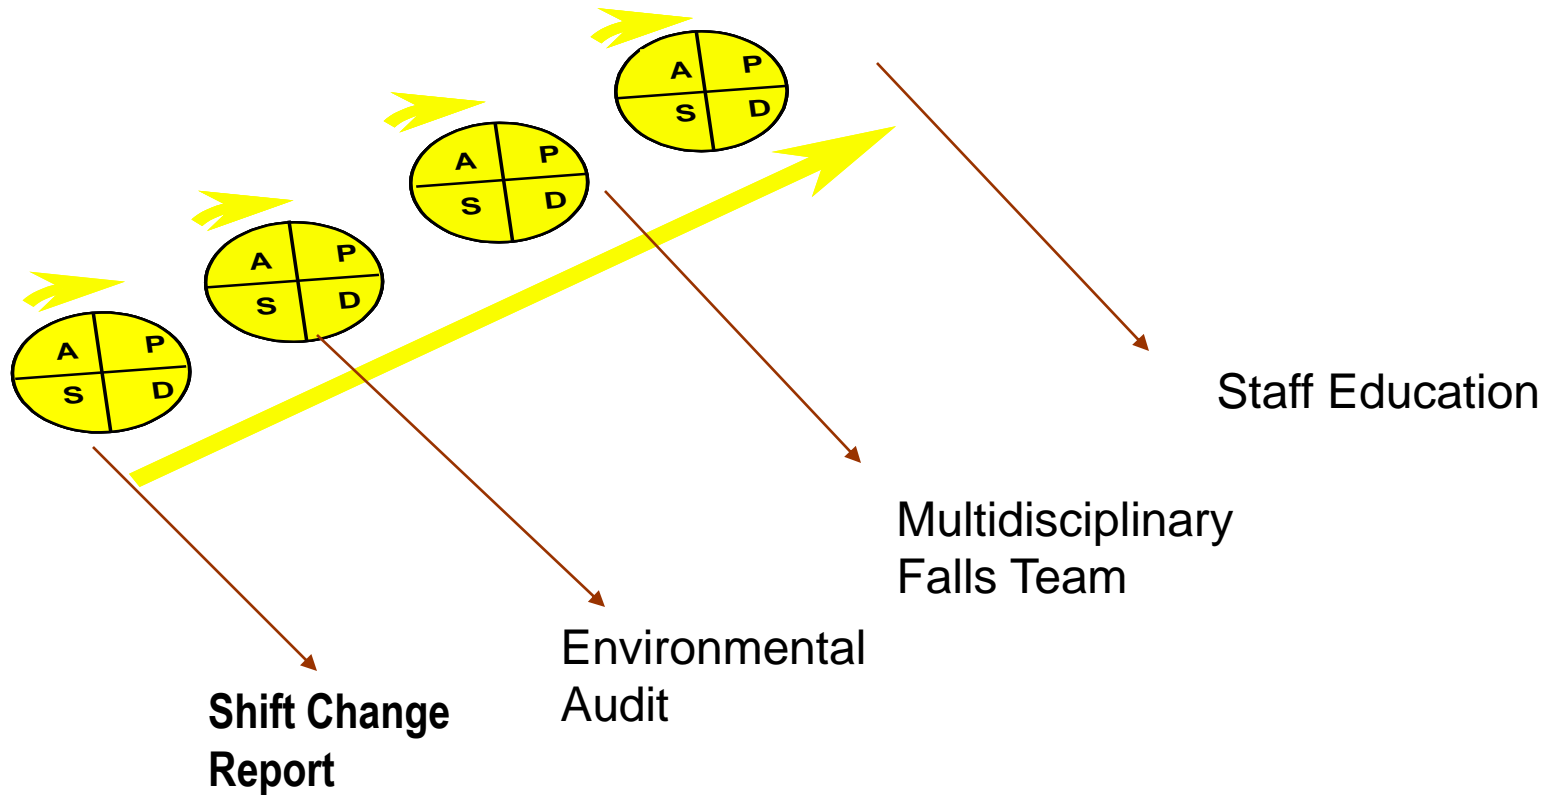 A P
S D
A P
S D
A P
S D
A P
S D
Staff Education
Multidisciplinary
Falls Team
Environmental
Audit
Shift Change
Report